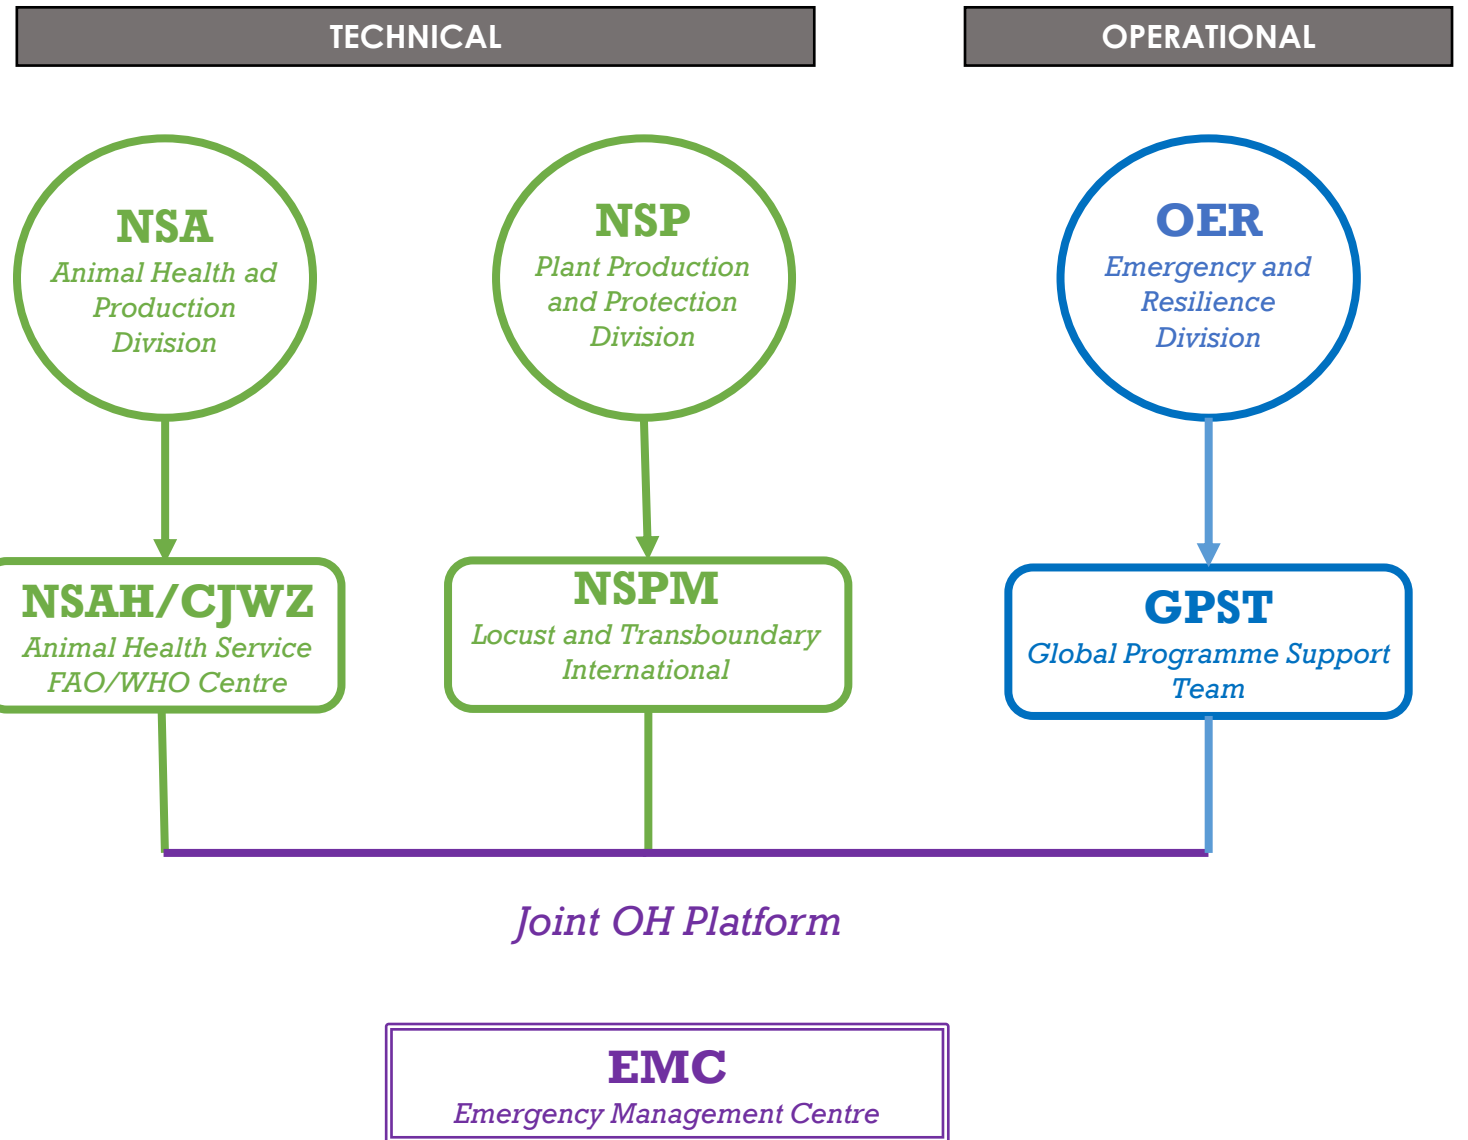 TECHNICAL
OPERATIONAL
NSA
Animal Health ad
Production
Division
NSP
Plant Production
and Protection
Division
OER
Emergency and
Resilience
Division
NSAH/CJWZ
Animal Health Service
FAO/WHO Centre
NSPM
Locust and Transboundary
International
GPST
Global Programme Support
Team
Joint OH Platform
EMC
Emergency Management Centre